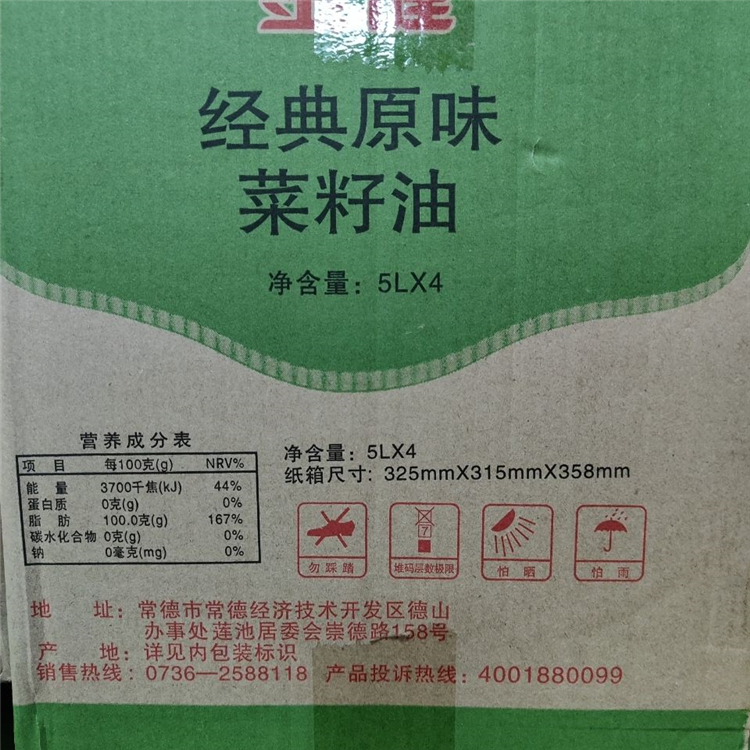 经典原味
菜籽油
净含量：5LX4
营养成分表
项 目 每100克(g) NRV%
能 量 3700千焦(kJ) 44%
蛋白质 0克(g) 0%
脂 肪 100.0克(g) 167%
碳水化合物 0克(g) 0%
钠 0毫克(mg) 0%
净含量：5LX4
纸箱尺寸：325mmX315mmX358mm
7
勿踩踏 堆码层数极限 怕晒 怕雨
地 址：常德市常德经济技术开发区德山
办事处莲池居委会崇德路158号
产 地：详见内包装标识
销售热线：0736—2588118 产品投诉热线：4001880099